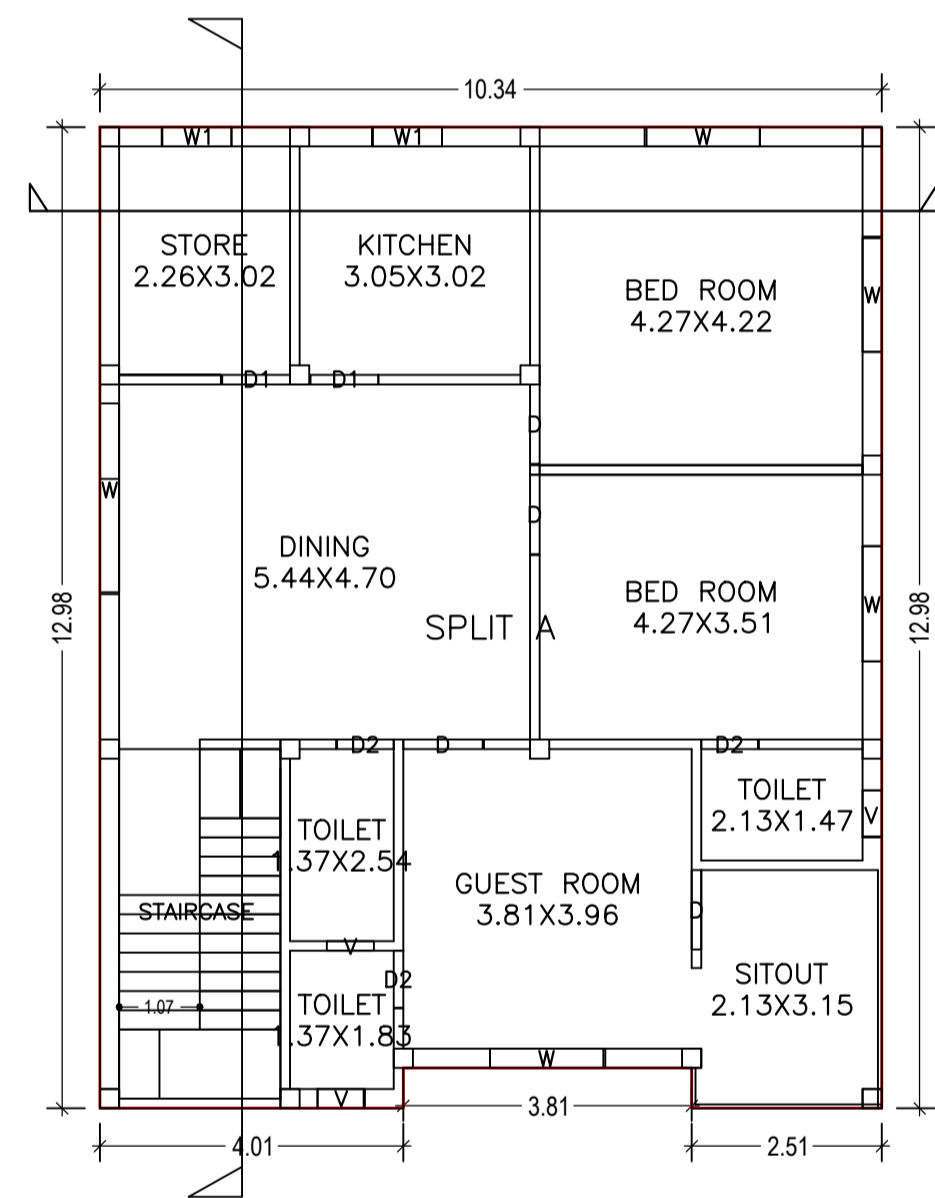 10.34
W1
W1
W
STORE
2.26X3.02
KITCHEN
3.05X3.02
BED ROOM
4.27X4.22
W
D1
D1
D
W
D
DINING
5.44X4.70
BED ROOM
4.27X3.51
W
12.98
12.98
SPLIT A
D2
D
D2
TOILET
2.13X1.47
V
TOILET
1.37X2.54
GUEST ROOM
3.81X3.96
STAIRCASE
D
V
D2
SITOUT
2.13X3.15
1.07
TOILET
1.37X1.83
W
V
3.81
4.01
2.51